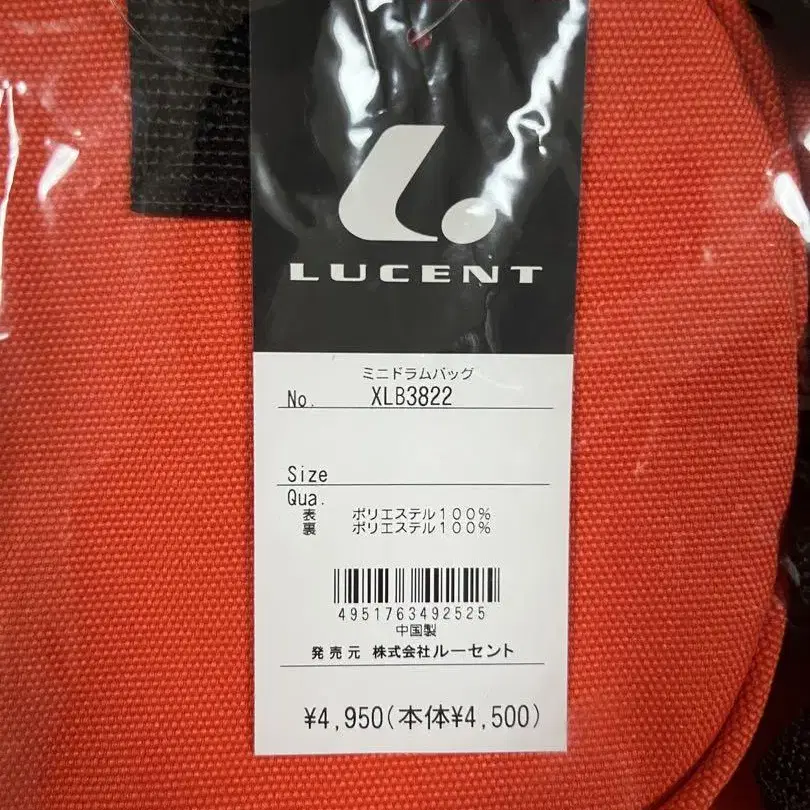 LUCENT
ミニドラムバッグ
No. XLB3822
Size
Qua.
表 ポリエステル100%
裏 ポリエステル100%
4951763492525
中国製
発売元 株式会社ルーセント
¥4,950(本体¥4,500)